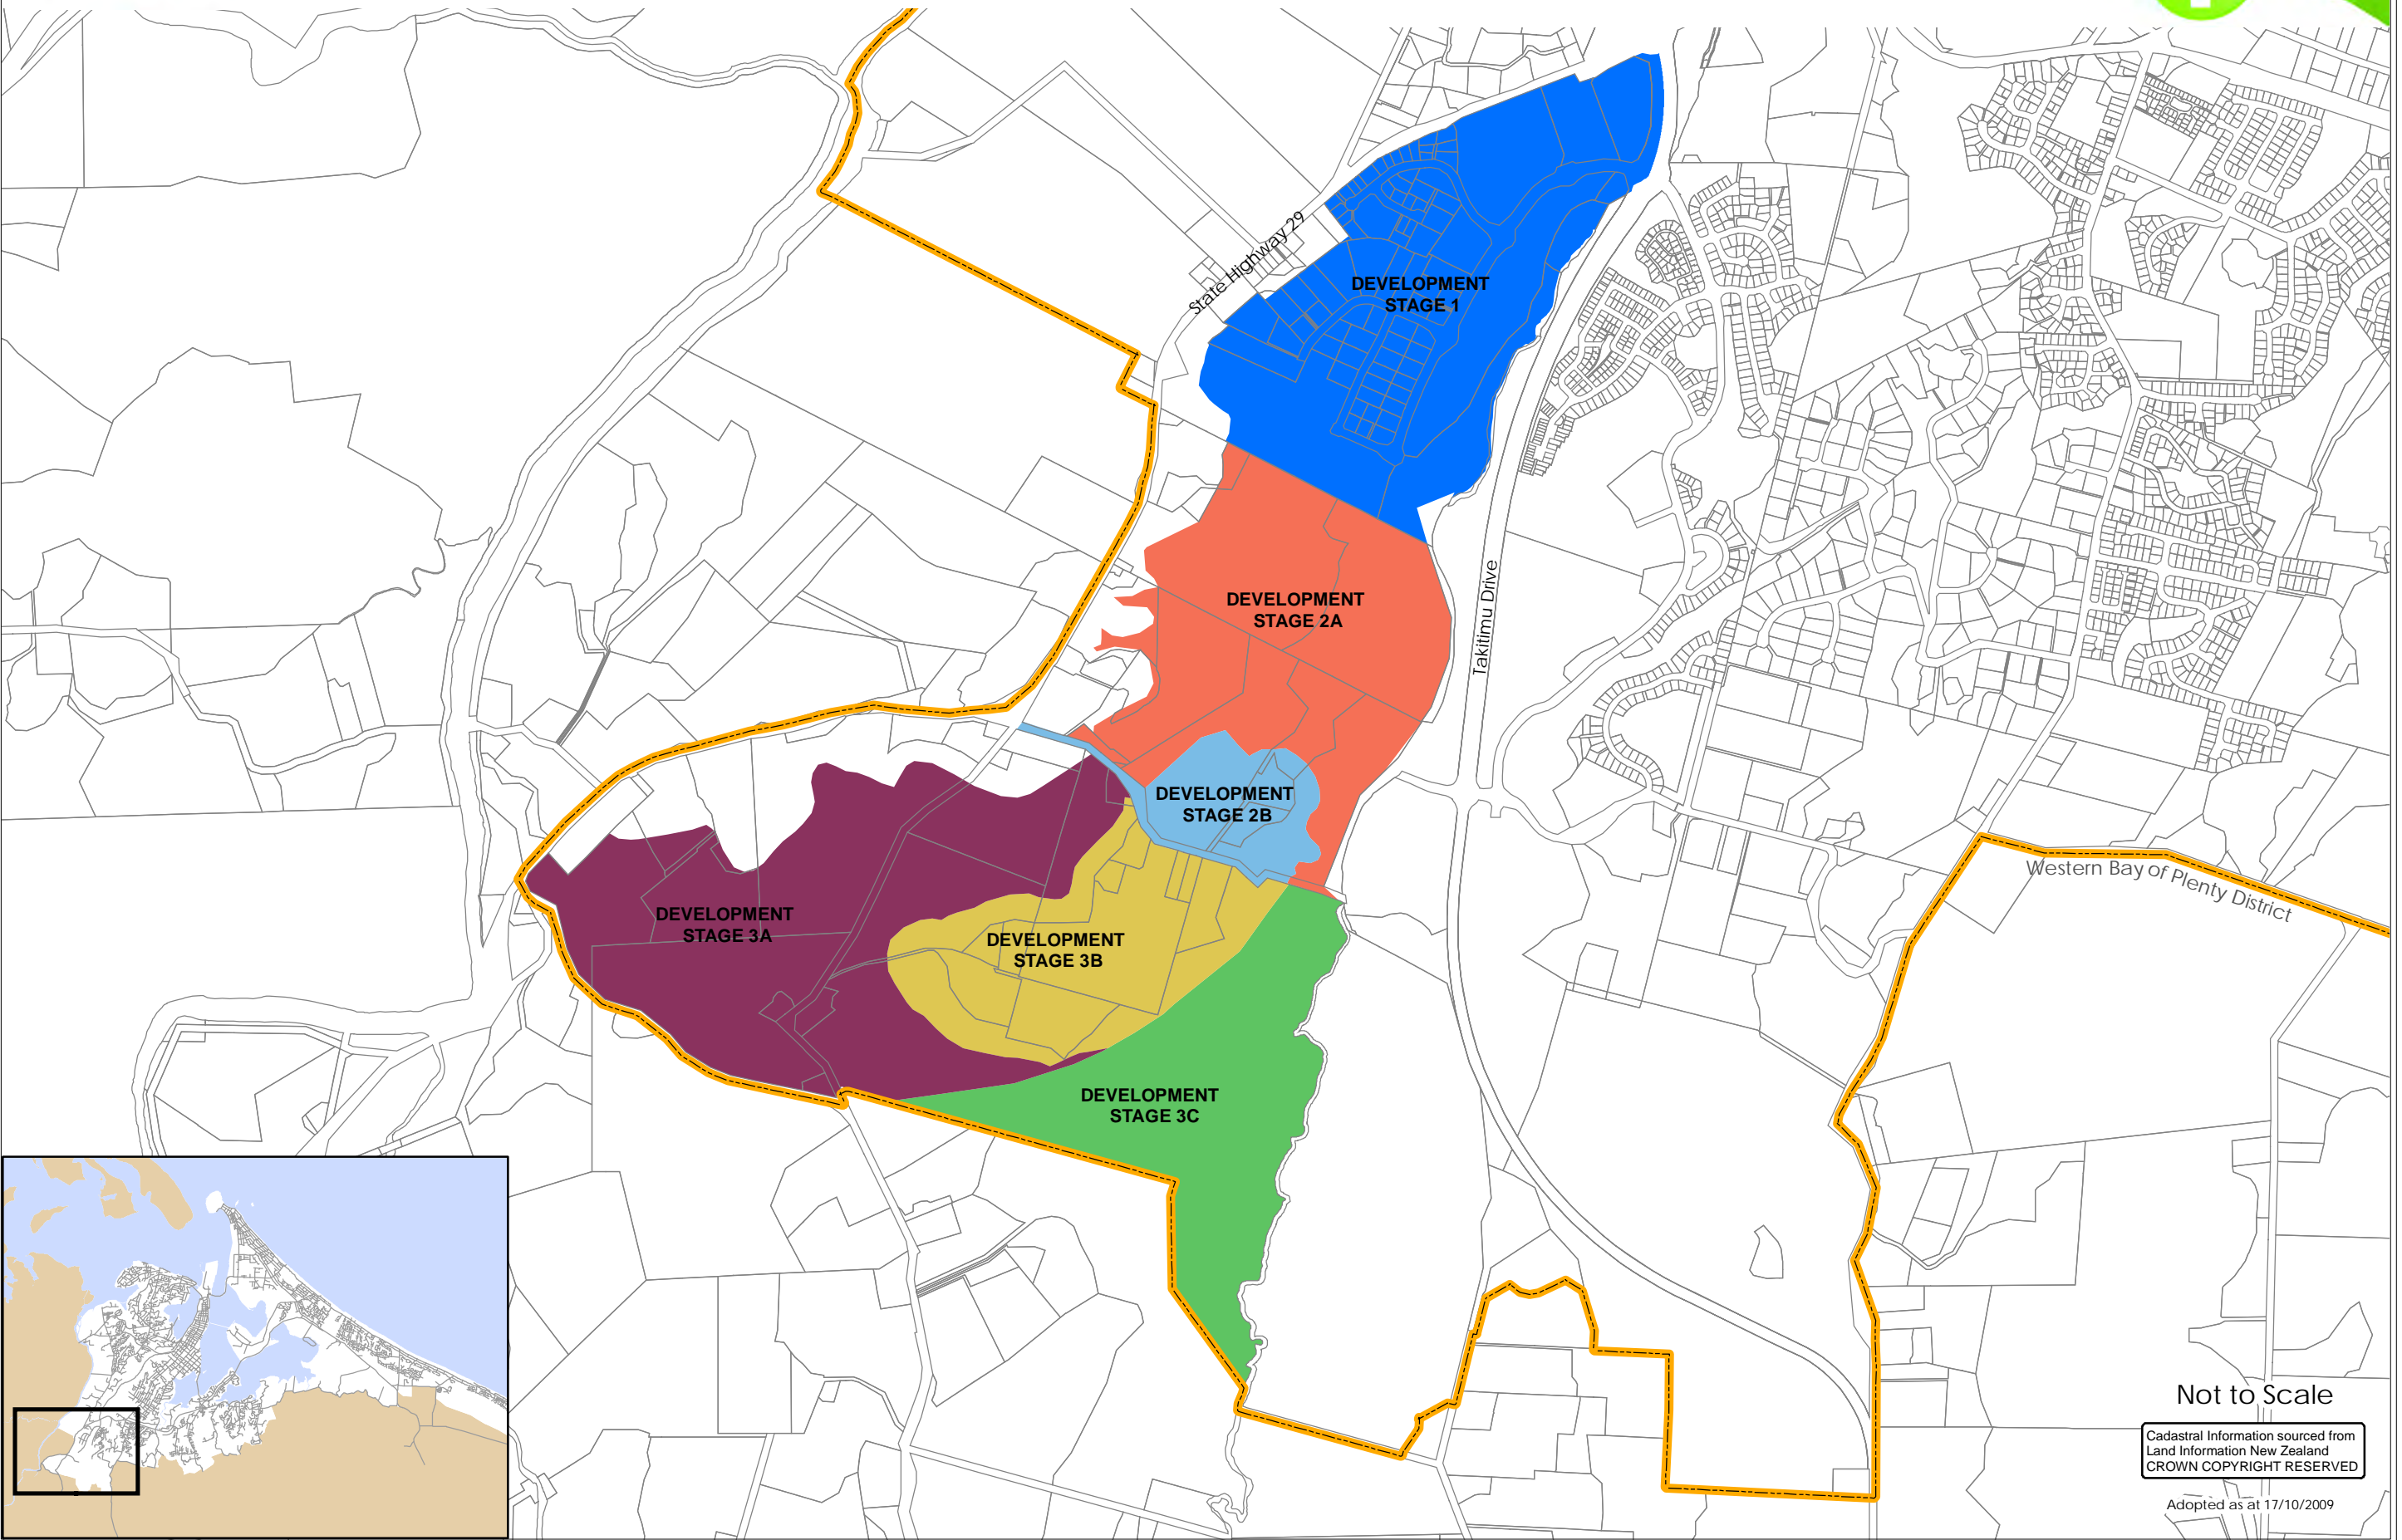 State Highway 29
DEVELOPMENT
STAGE 1
DEVELOPMENT
STAGE 2A
Takitimu Drive
DEVELOPMENT
STAGE 2B
Western Bay of Plenty District
DEVELOPMENT
STAGE 3A
DEVELOPMENT
STAGE 3B
DEVELOPMENT
STAGE 3C
Not to Scale
Cadastral Information sourced from
Land Information New Zealand
CROWN COPYRIGHT RESERVED
Adopted as at 17/10/2009